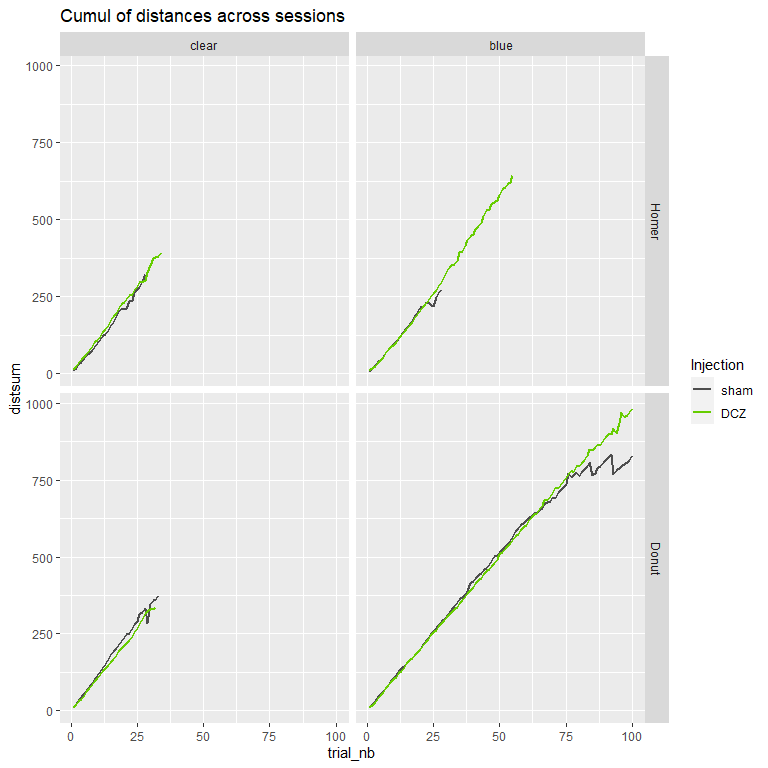 Cumul of distances across sessions
clear
blue
1000
750
500
250
0
Homer
1000
750
500
250
0
Donut
distsum
0
25
50
75
100
0
25
50
75
100
trial_nb
Injection
sham
DCZ